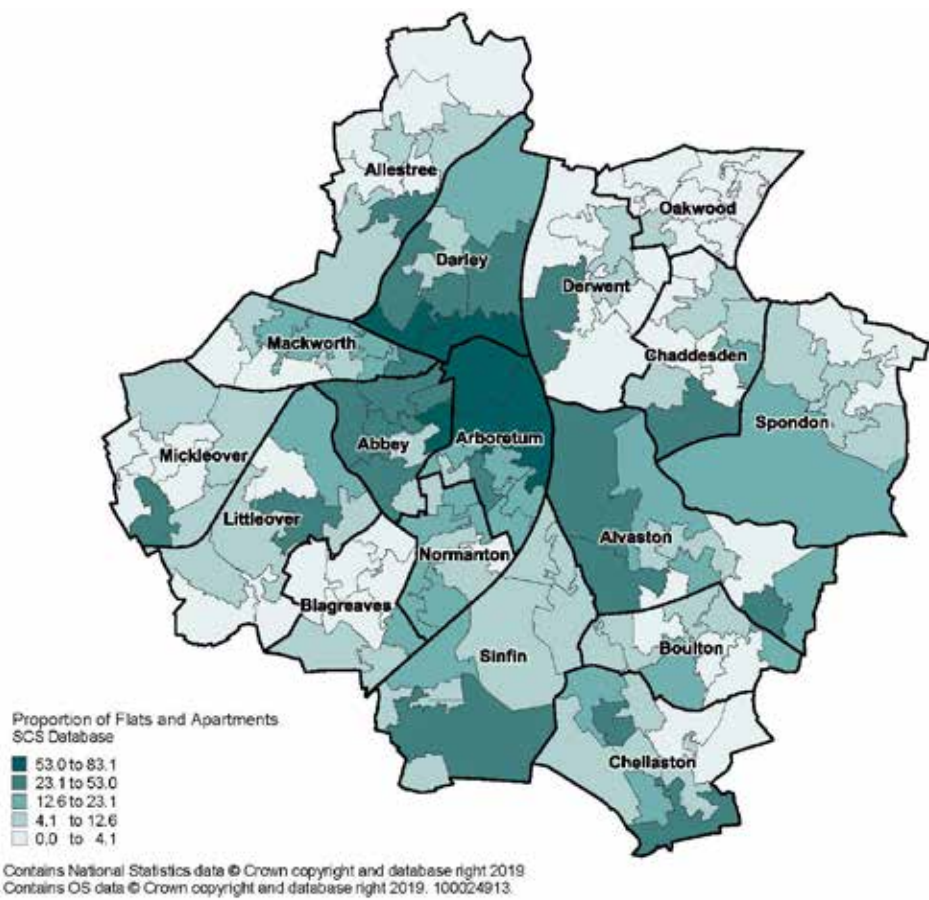 Allestree
Oakwood
Darley
Derwent
Mackworth
Chaddesden
Spondon
Abbey
Arboretum
Mickleover
Littleover
Alvaston
Normanton
Blagreaves
Boulton
Sinfin
Chellaston
Proportion of Flats and Apartments
SCS Database
53.0 to 83.1
23.1 to 53.0
12.6 to 23.1
4.1 to 12.6
0.0 to 4.1
Contains National Statistics data © Crown copyright and database right 2019
Contains OS data © Crown copyright and database right 2019. 100024913.